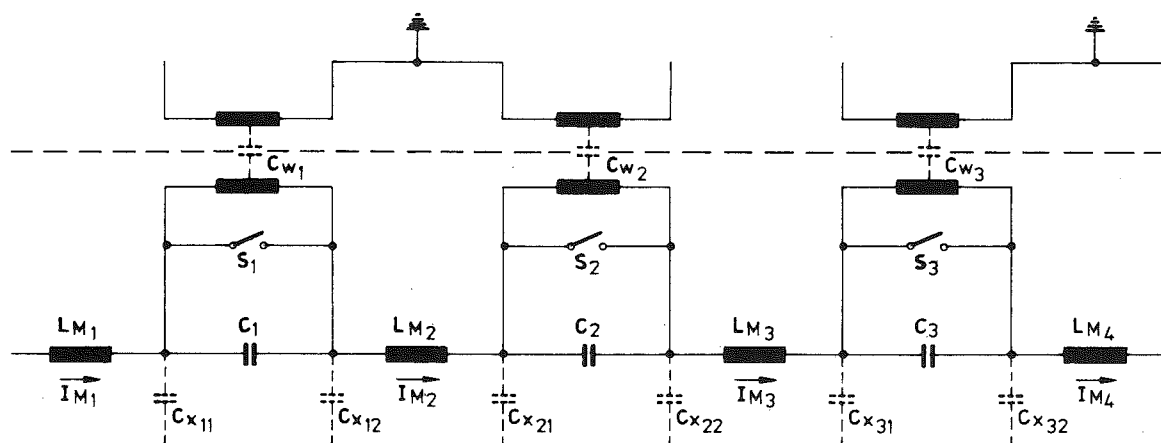 Cw1 Cw2 Cw3
S1 S2 S3
LM1 C1 LM2 C2 LM3 C3 LM4
IM1 Cx11 Cx12 IM2 Cx21 Cx22 IM3 Cx31 Cx32 IM4